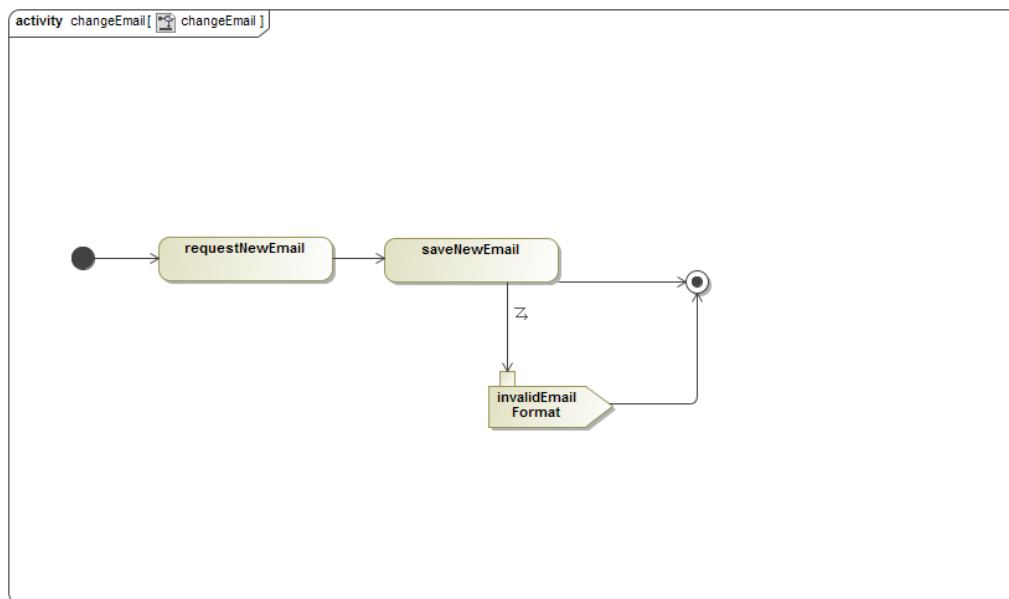 activity changeEmail[ changeEmail ]
requestNewEmail
saveNewEmail
invalidEmail
Format